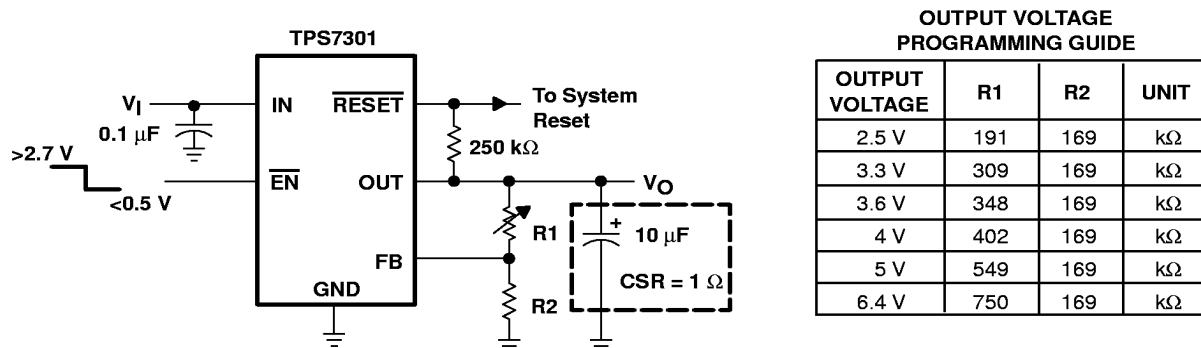 TPS7301
VI
IN
RESET
To System
Reset
0.1 μF
250 kΩ
>2.7 V
EN
OUT
VO
<0.5 V
R1
+
10 μF
FB
CSR = 1 Ω
GND
R2
OUTPUT VOLTAGE
PROGRAMMING GUIDE
OUTPUT
VOLTAGE R1 R2 UNIT
2.5 V 191 169 kΩ
3.3 V 309 169 kΩ
3.6 V 348 169 kΩ
4 V 402 169 kΩ
5 V 549 169 kΩ
6.4 V 750 169 kΩ